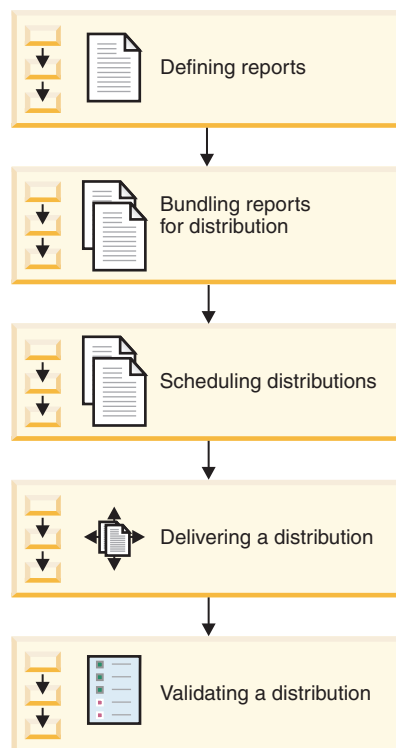 Defining reports
Bundling reports
for distribution
Scheduling distributions
Delivering a distribution
Validating a distribution